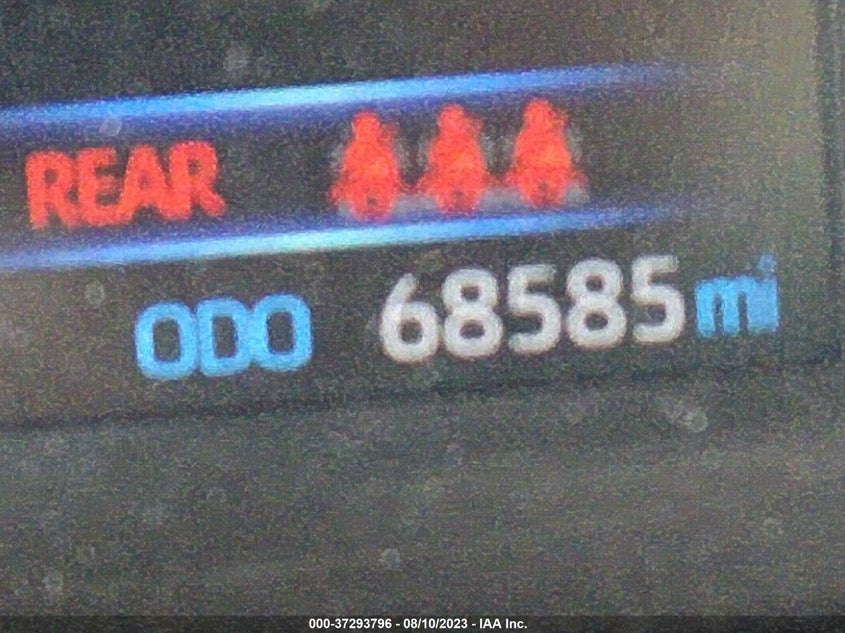 REAR
ODO 68585 mi
000-37293796 - 08/10/2023 - IAA Inc.